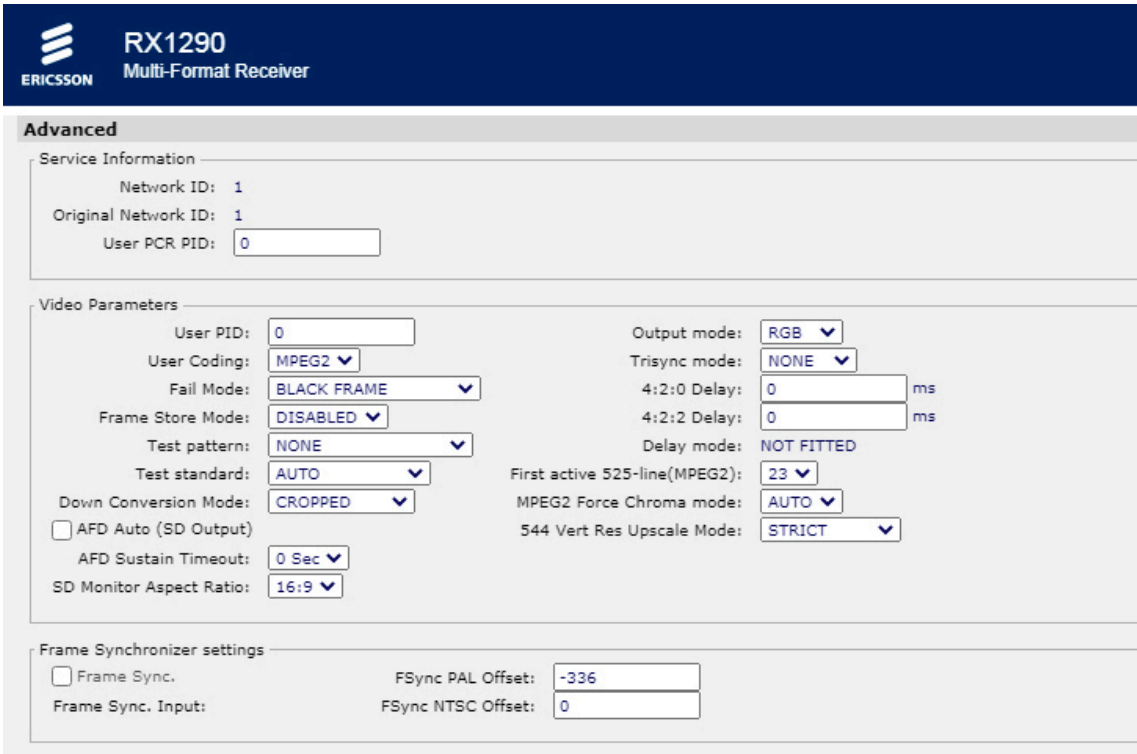 RX1290
Multi-Format Receiver
ERICSSON
Advanced
Service Information
Network ID: 1
Original Network ID: 1
User PCR PID: 0
Video Parameters
User PID: 0
User Coding: MPEG2
Fail Mode: BLACK FRAME
Frame Store Mode: DISABLED
Test pattern: NONE
Test standard: AUTO
Down Conversion Mode: CROPPED
AFD Auto (SD Output)
AFD Sustain Timeout: 0 Sec
SD Monitor Aspect Ratio: 16:9
Output mode: RGB
Trisync mode: NONE
4:2:0 Delay: 0 ms
4:2:2 Delay: 0 ms
Delay mode: NOT FITTED
First active 525-line(MPEG2): 23
MPEG2 Force Chroma mode: AUTO
544 Vert Res Upscale Mode: STRICT
Frame Synchronizer settings
Frame Sync.
Frame Sync. Input:
FSync PAL Offset: -336
FSync NTSC Offset: 0